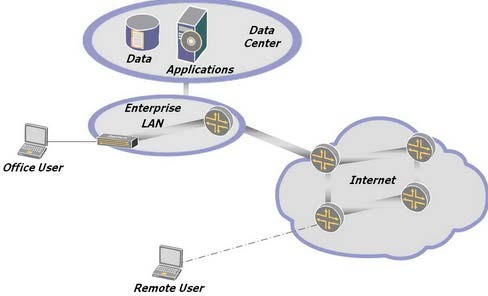 Data
Center
Data
Applications
Enterprise
LAN
Office User
Internet
Remote User